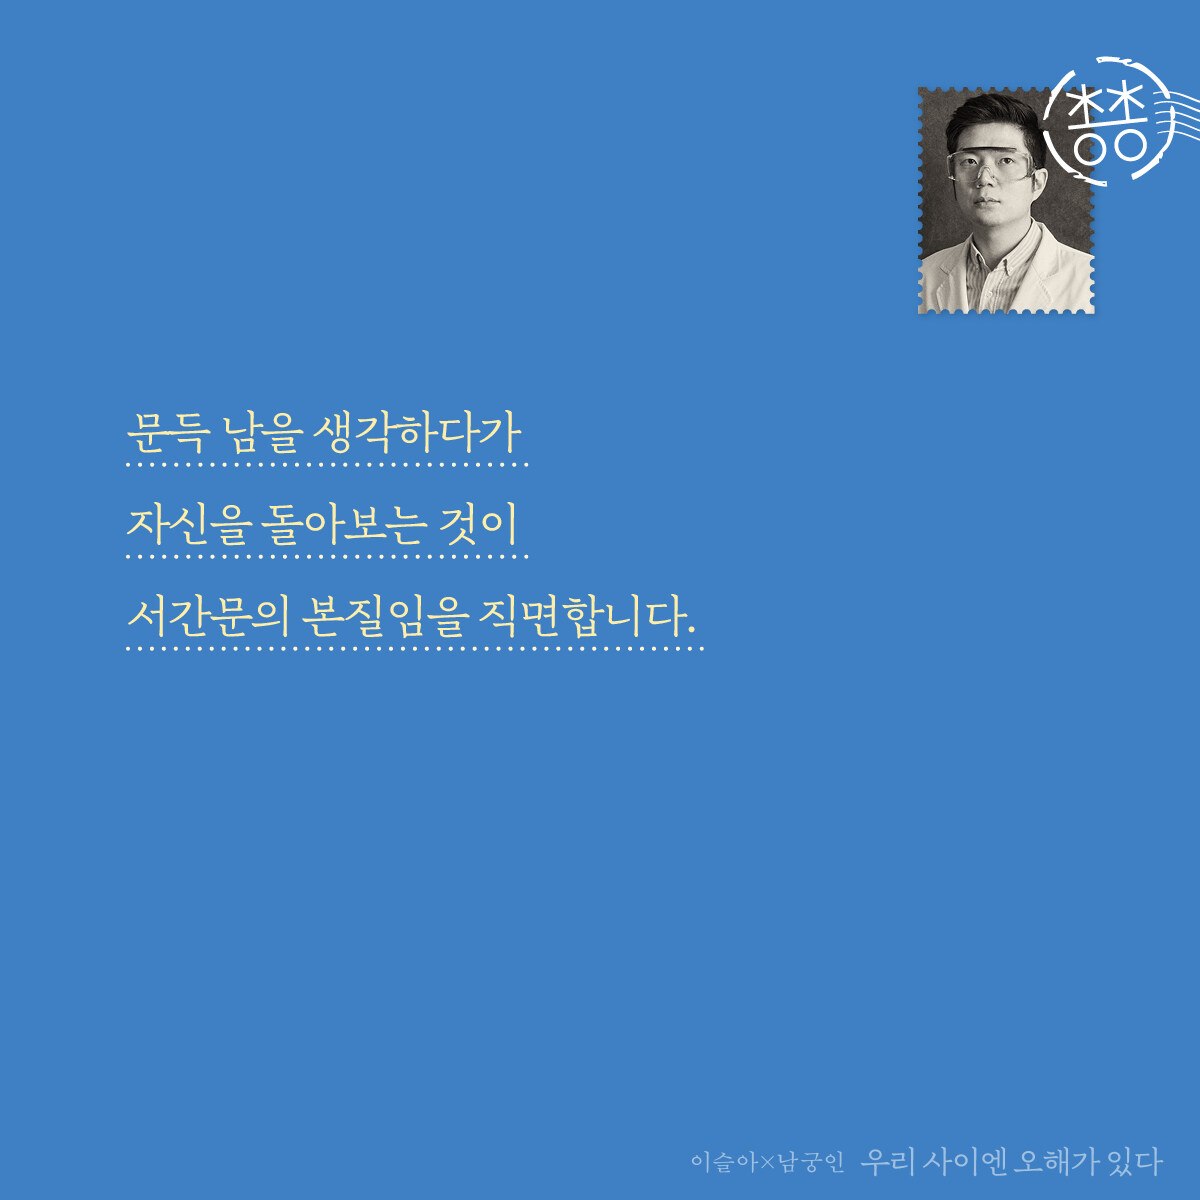 총총
문득 남을 생각하다가
자신을 돌아보는 것이
서간문의 본질임을 직면합니다.
이슬아×남궁인 우리 사이엔 오해가 있다